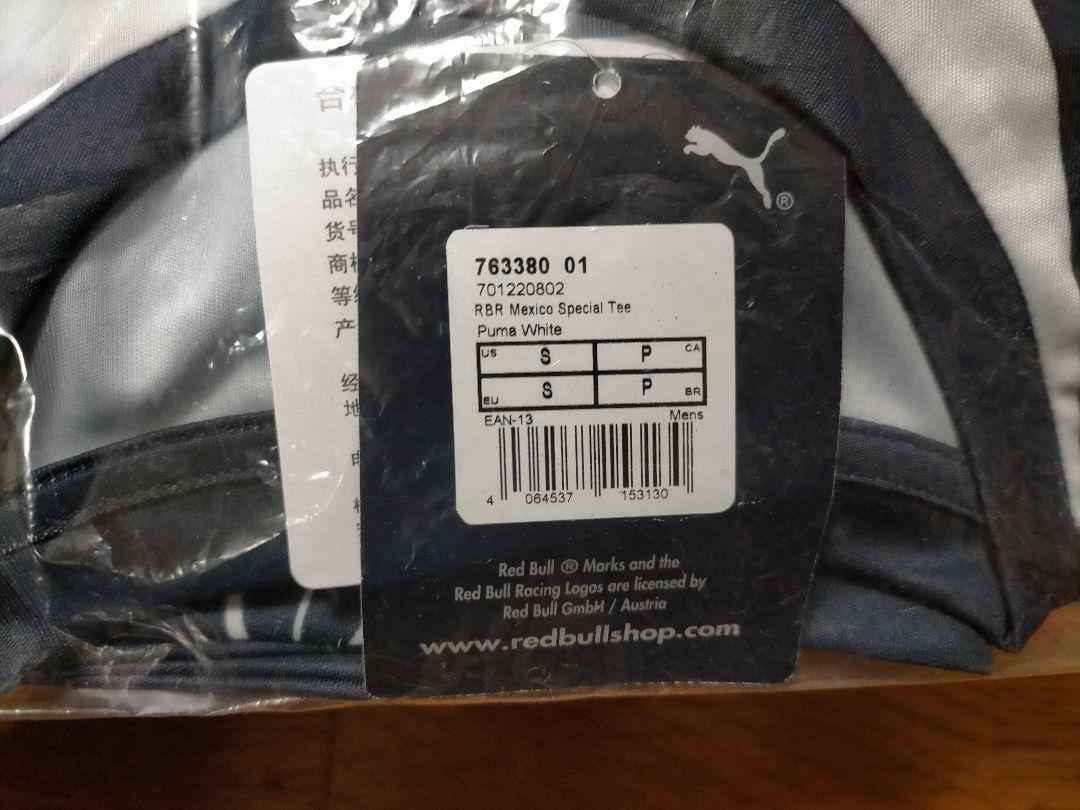 台
执行
品名
货号
商
等
产
经
地
®
763380 01
701220802
RBR Mexico Special Tee
Puma White
US S P CA
EU S P BR
EAN-13 Mens
4 064537 153130
Red Bull ® Marks and the
Red Bull Racing Logos are licensed by
Red Bull GmbH / Austria
www.redbullshop.com